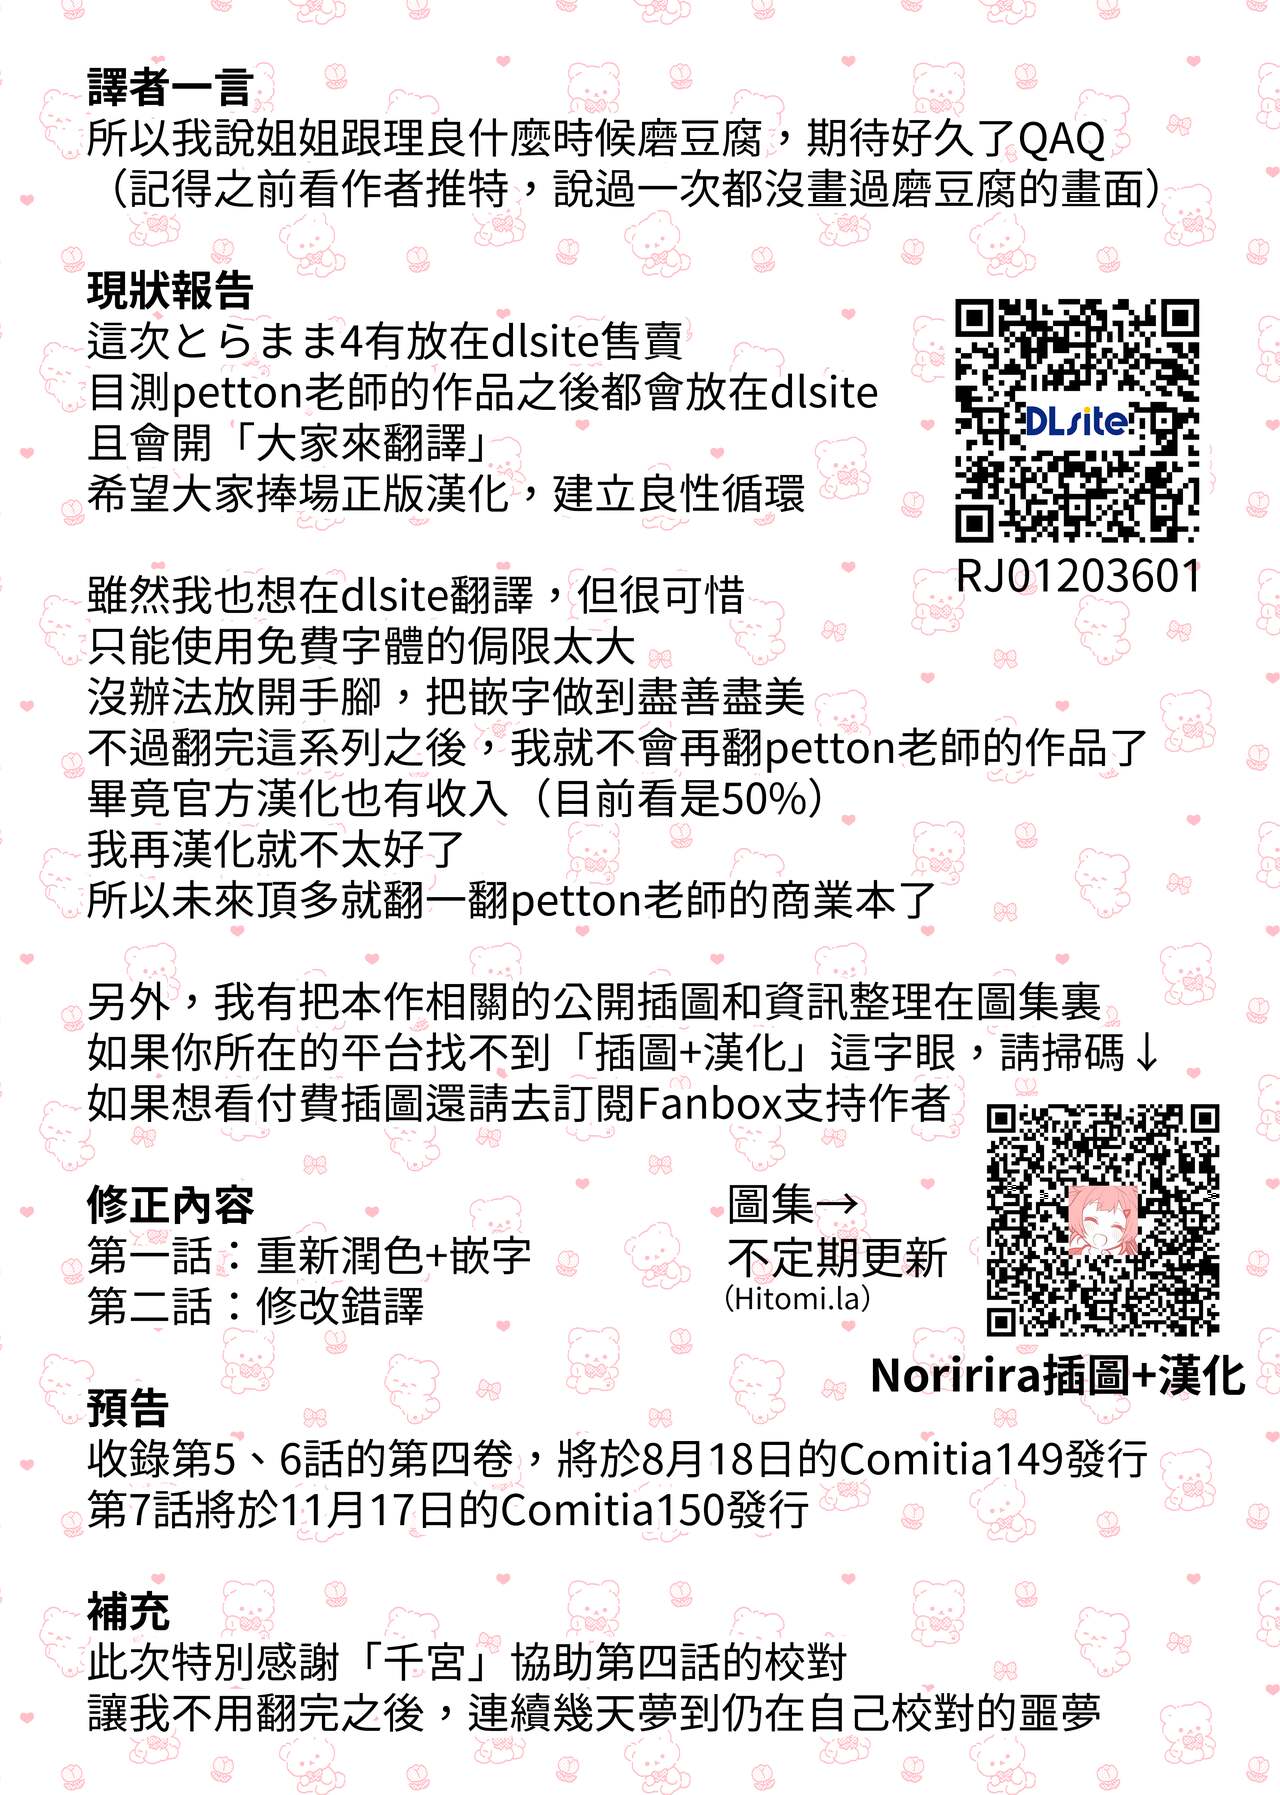 譯者一言
所以我說姐姐跟理良什麼時候磨豆腐，期待好久了QAQ
（記得之前看作者推特，說過一次都沒畫過磨豆腐的畫面）
現狀報告
這次とらまま4有放在dlsite售賣
目測petton老師的作品之後都會放在dlsite
且會開「大家來翻譯」
希望大家捧場正版漢化，建立良性循環
DLsite
RJ01203601
雖然我也想在dlsite翻譯，但很可惜
只能使用免費字體的侷限太大
沒辦法放開手腳，把嵌字做到盡善盡美
不過翻完這系列之後，我就不會再翻petton老師的作品了
畢竟官方漢化也有收入（目前看是50%）
我再漢化就不太好了
所以未來頂多就翻一翻petton老師的商業本了
另外，我有把本作相關的公開插圖和資訊整理在圖集裏
如果你所在的平台找不到「插圖+漢化」這字眼，請掃碼↓
如果想看付費插圖還請去訂閱Fanbox支持作者
修正內容
第一話：重新潤色+嵌字
第二話：修改錯譯
圖集→
不定期更新
（Hitomi.la）
Noririra插圖+漢化
預告
收錄第5、6話的第四卷，將於8月18日的Comitia149發行
第7話將於11月17日的Comitia150發行
補充
此次特別感謝「千宮」協助第四話的校對
讓我不用翻完之後，連續幾天夢到仍在自己校對的噩夢